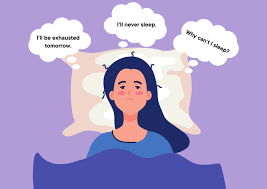 I'll be exhausted
tomorrow.
I'll never sleep.
Why can't I sleep?